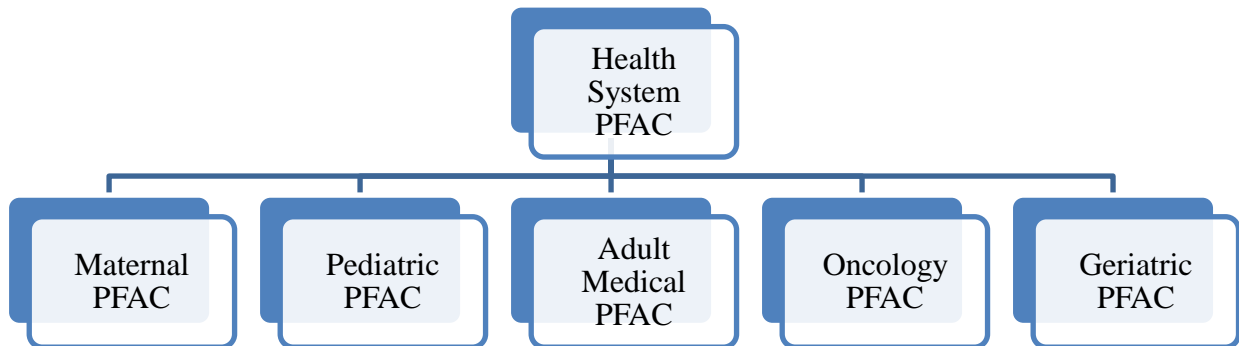 Health
System
PFAC
Maternal
PFAC
Pediatric
PFAC
Adult
Medical
PFAC
Oncology
PFAC
Geriatric
PFAC